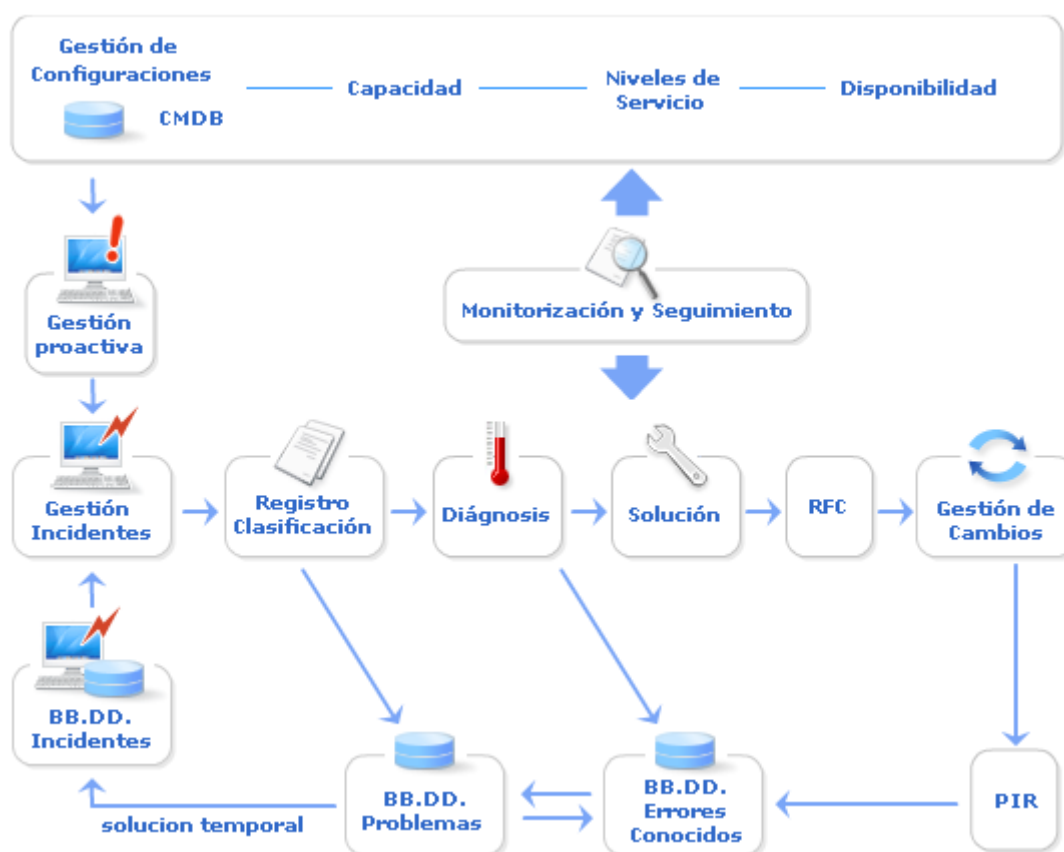 Gestión de
Configuraciones
CMDB
Capacidad
Niveles de
Servicio
Disponibilidad
Gestión
proactiva
Monitorización y Seguimiento
Gestión
Incidentes
Registro
Clasificación
Diágnosis
Solución
RFC
Gestión de
Cambios
BB.DD.
Incidentes
BB.DD.
Problemas
BB.DD.
Errores
Conocidos
PIR
solucion temporal